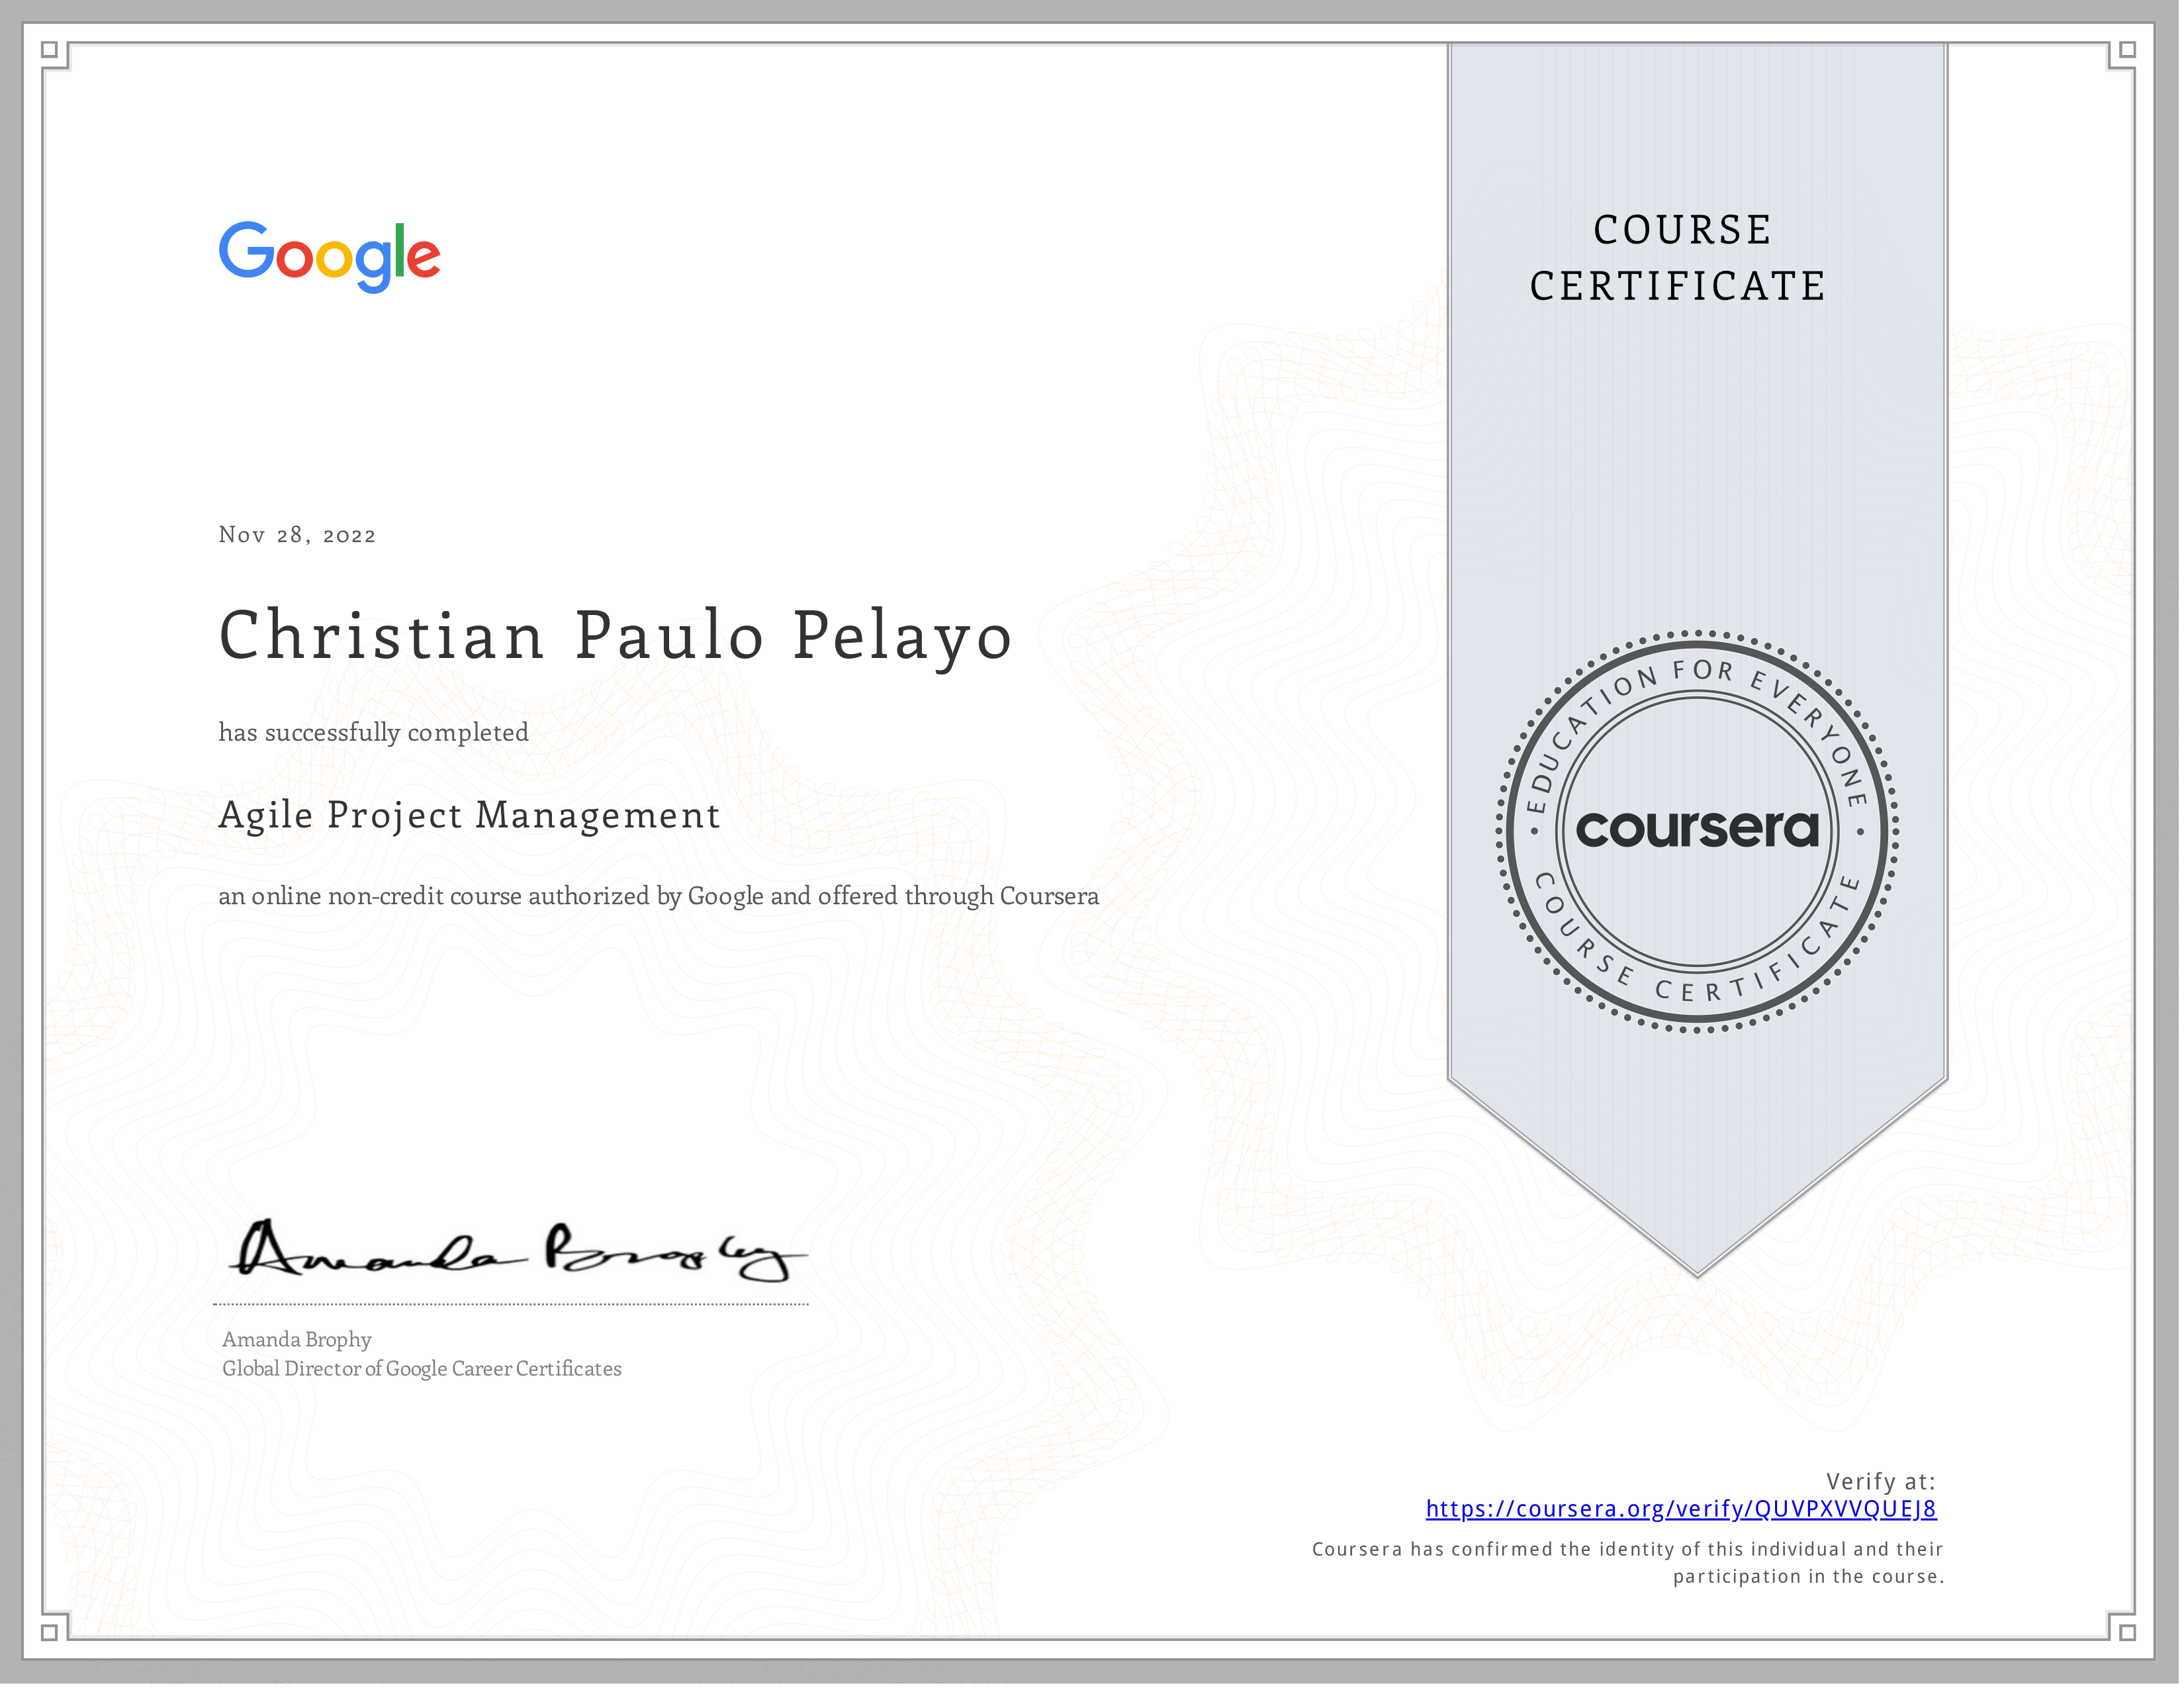 Google
COURSE
CERTIFICATE
Nov 28, 2022
Christian Paulo Pelayo
has successfully completed
Agile Project Management
an online non-credit course authorized by Google and offered through Coursera
EDUCATION FOR EVERYONE
coursera
COURSE CERTIFICATE
Amanda Brophy
Amanda Brophy
Global Director of Google Career Certificates
Verify at:
https://coursera.org/verify/QUVPXVVQUEJ8
Coursera has confirmed the identity of this individual and their
participation in the course.